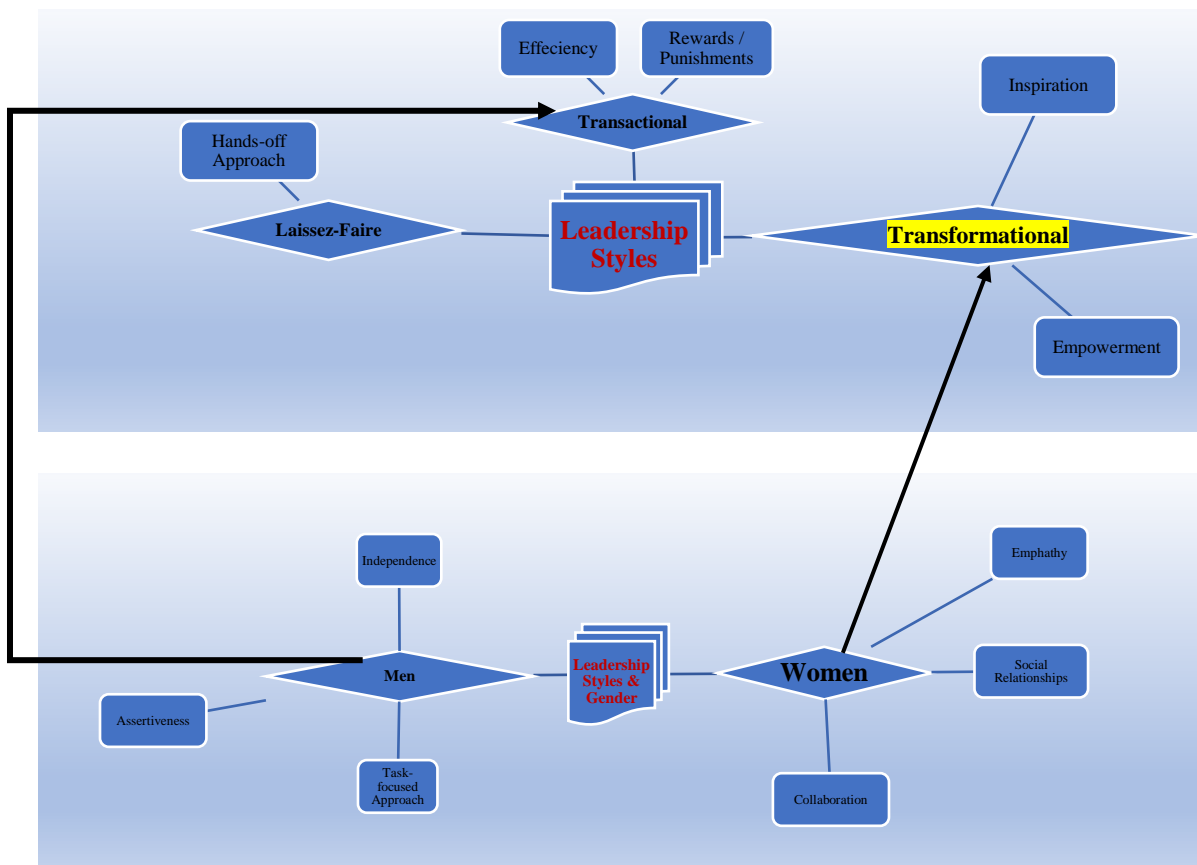 Effeciency
Rewards /
Punishments
Inspiration
Transactional
Hands-off
Approach
Laissez-Faire
Leadership
Styles
Transformational
Empowerment
Independence
Emphathy
Men
Leadership
Styles &
Gender
Women
Social
Relationships
Assertiveness
Task-
focused
Approach
Collaboration